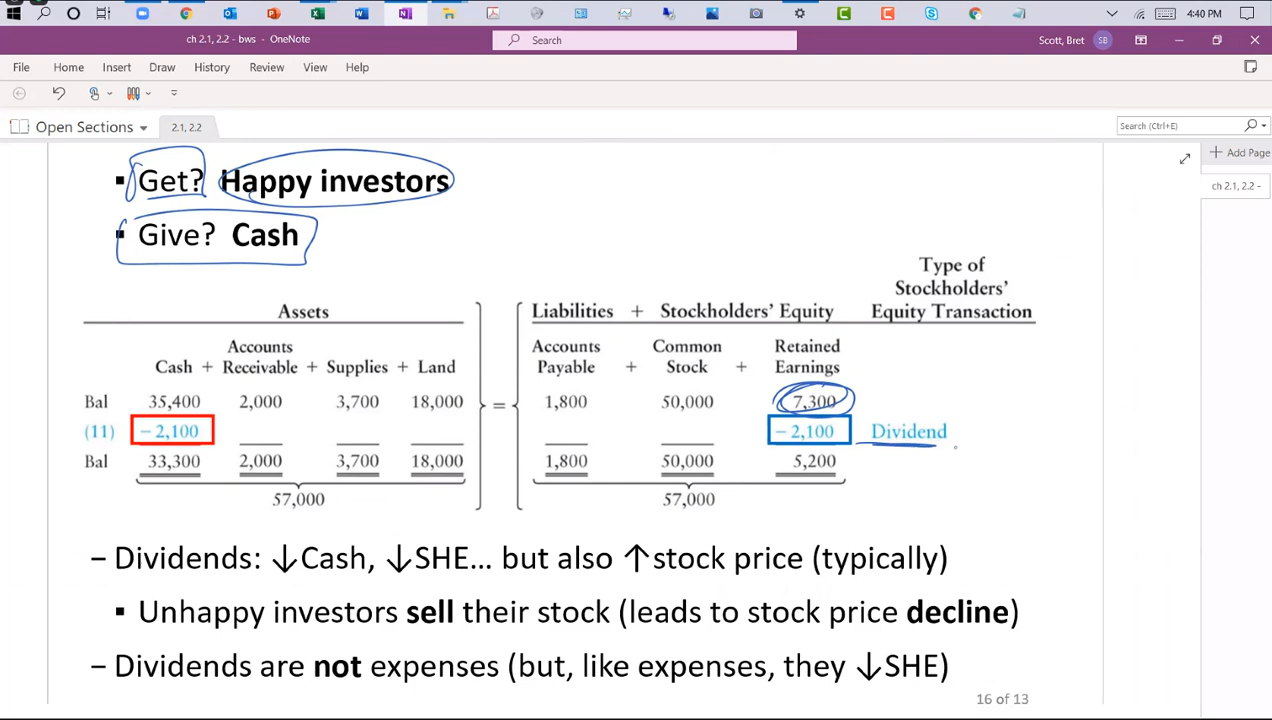 4:40 PM
ch 2.1, 2.2 - bws - OneNote
Search
Scott, Bret SB
File Home Insert Draw History Review View Help
Open Sections 2.1, 2.2
Search (Ctrl+E)
Add Page
ch 2.1, 2.2 -
▪ Get? Happy investors
▪ Give? Cash
Type of
Stockholders'
Assets Liabilities + Stockholders' Equity Equity Transaction
Accounts Accounts Common Retained
Cash + Receivable + Supplies + Land = Payable + Stock + Earnings
Bal 35,400 2,000 3,700 18,000 1,800 50,000 7,300
(11) − 2,100 − 2,100 Dividend
Bal 33,300 2,000 3,700 18,000 1,800 50,000 5,200
57,000 57,000
− Dividends: ↓Cash, ↓SHE... but also ↑stock price (typically)
▪ Unhappy investors sell their stock (leads to stock price decline)
− Dividends are not expenses (but, like expenses, they ↓SHE)
16 of 13